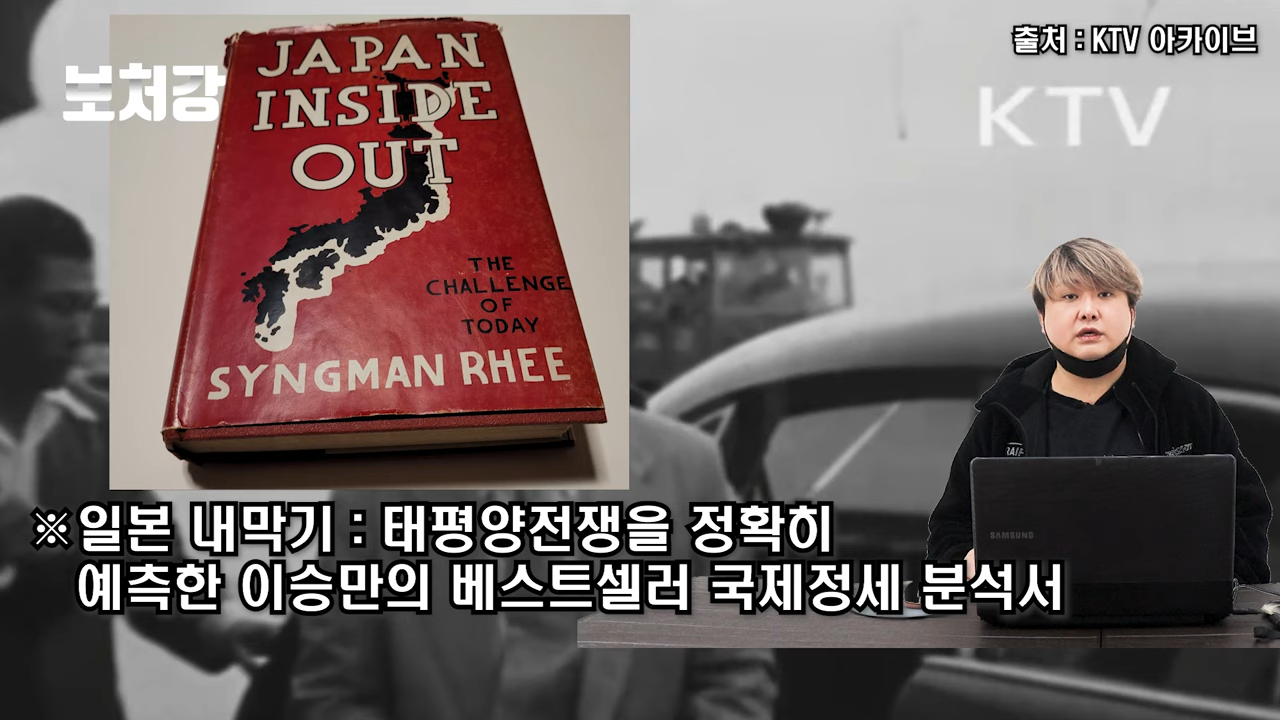 보처강
출처 : KTV 아카이브
KTV
JAPAN
INSIDE
OUT
THE
CHALLENGE
OF
TODAY
SYNGMAN RHEE
SAMSUNG
※일본 내막기 : 태평양전쟁을 정확히
예측한 이승만의 베스트셀러 국제정세 분석서